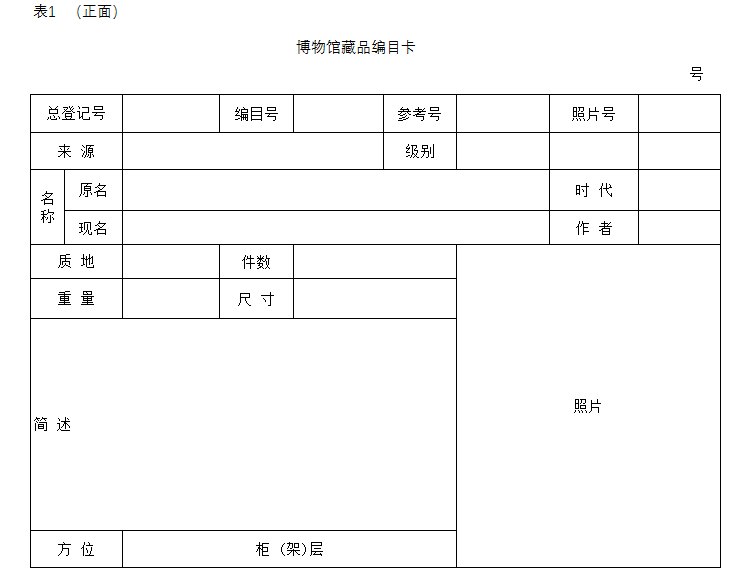 表1 （正面）
博物馆藏品编目卡
号
总登记号 编目号 参考号 照片号
来 源 级别
名称 原名 时 代
现名 作 者
质 地 件数
重 量 尺 寸
简 述
照片
方 位 柜（架）层